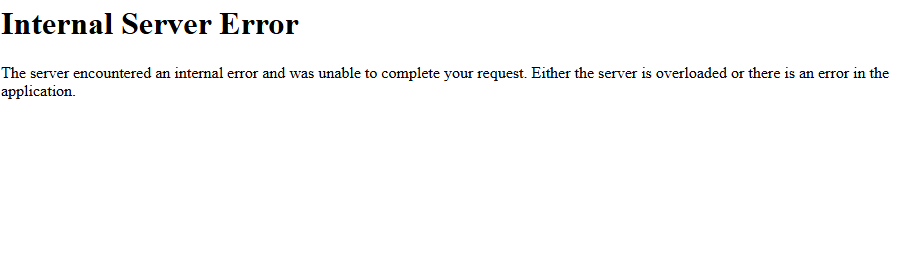 Internal Server Error
The server encountered an internal error and was unable to complete your request. Either the server is overloaded or there is an error in the
application.